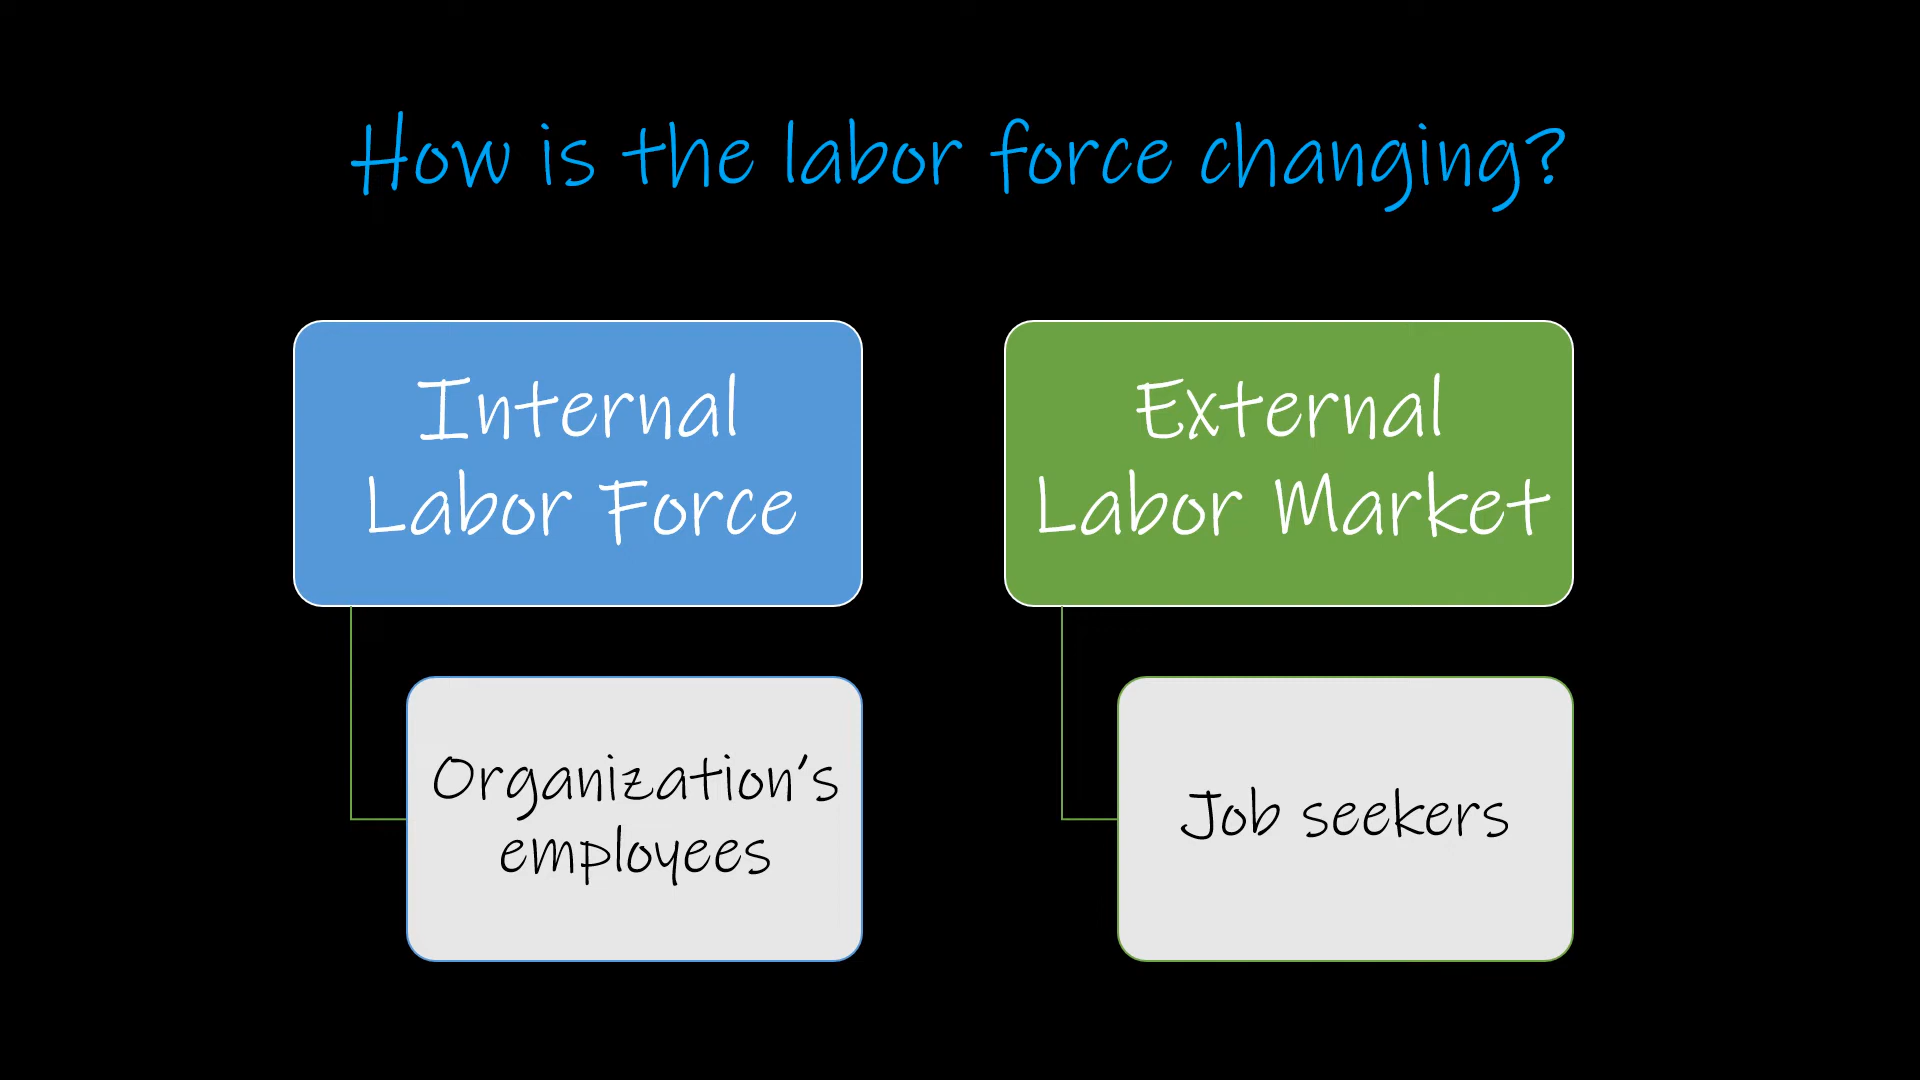 How is the labor force changing?
Internal
Labor Force
Organization's
employees
External
Labor Market
Job seekers